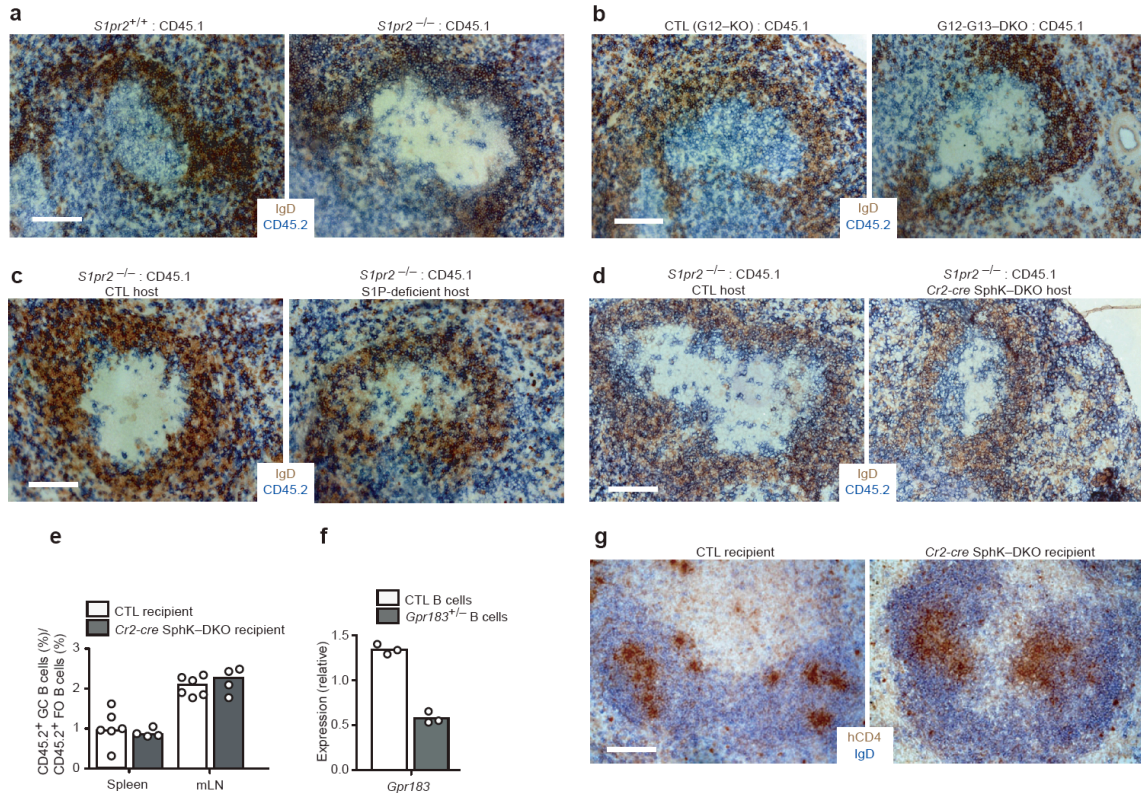 a
S1pr2+/+ : CD45.1
S1pr2 –/– : CD45.1
IgD
CD45.2
b
CTL (G12–KO) : CD45.1
G12-G13–DKO : CD45.1
IgD
CD45.2
c
S1pr2 –/– : CD45.1
CTL host
S1pr2 –/– : CD45.1
S1P-deficient host
IgD
CD45.2
d
S1pr2 –/– : CD45.1
CTL host
S1pr2 –/– : CD45.1
Cr2-cre SphK–DKO host
IgD
CD45.2
e
CTL recipient
Cr2-cre SphK–DKO recipient
CD45.2+ GC B cells (%)/
CD45.2+ FO B cells (%)
3
2
1
0
Spleen
mLN
f
CTL B cells
Gpr183+/– B cells
Expression (relative)
1.5
1.0
0.5
0
Gpr183
g
CTL recipient
Cr2-cre SphK–DKO recipient
hCD4
IgD